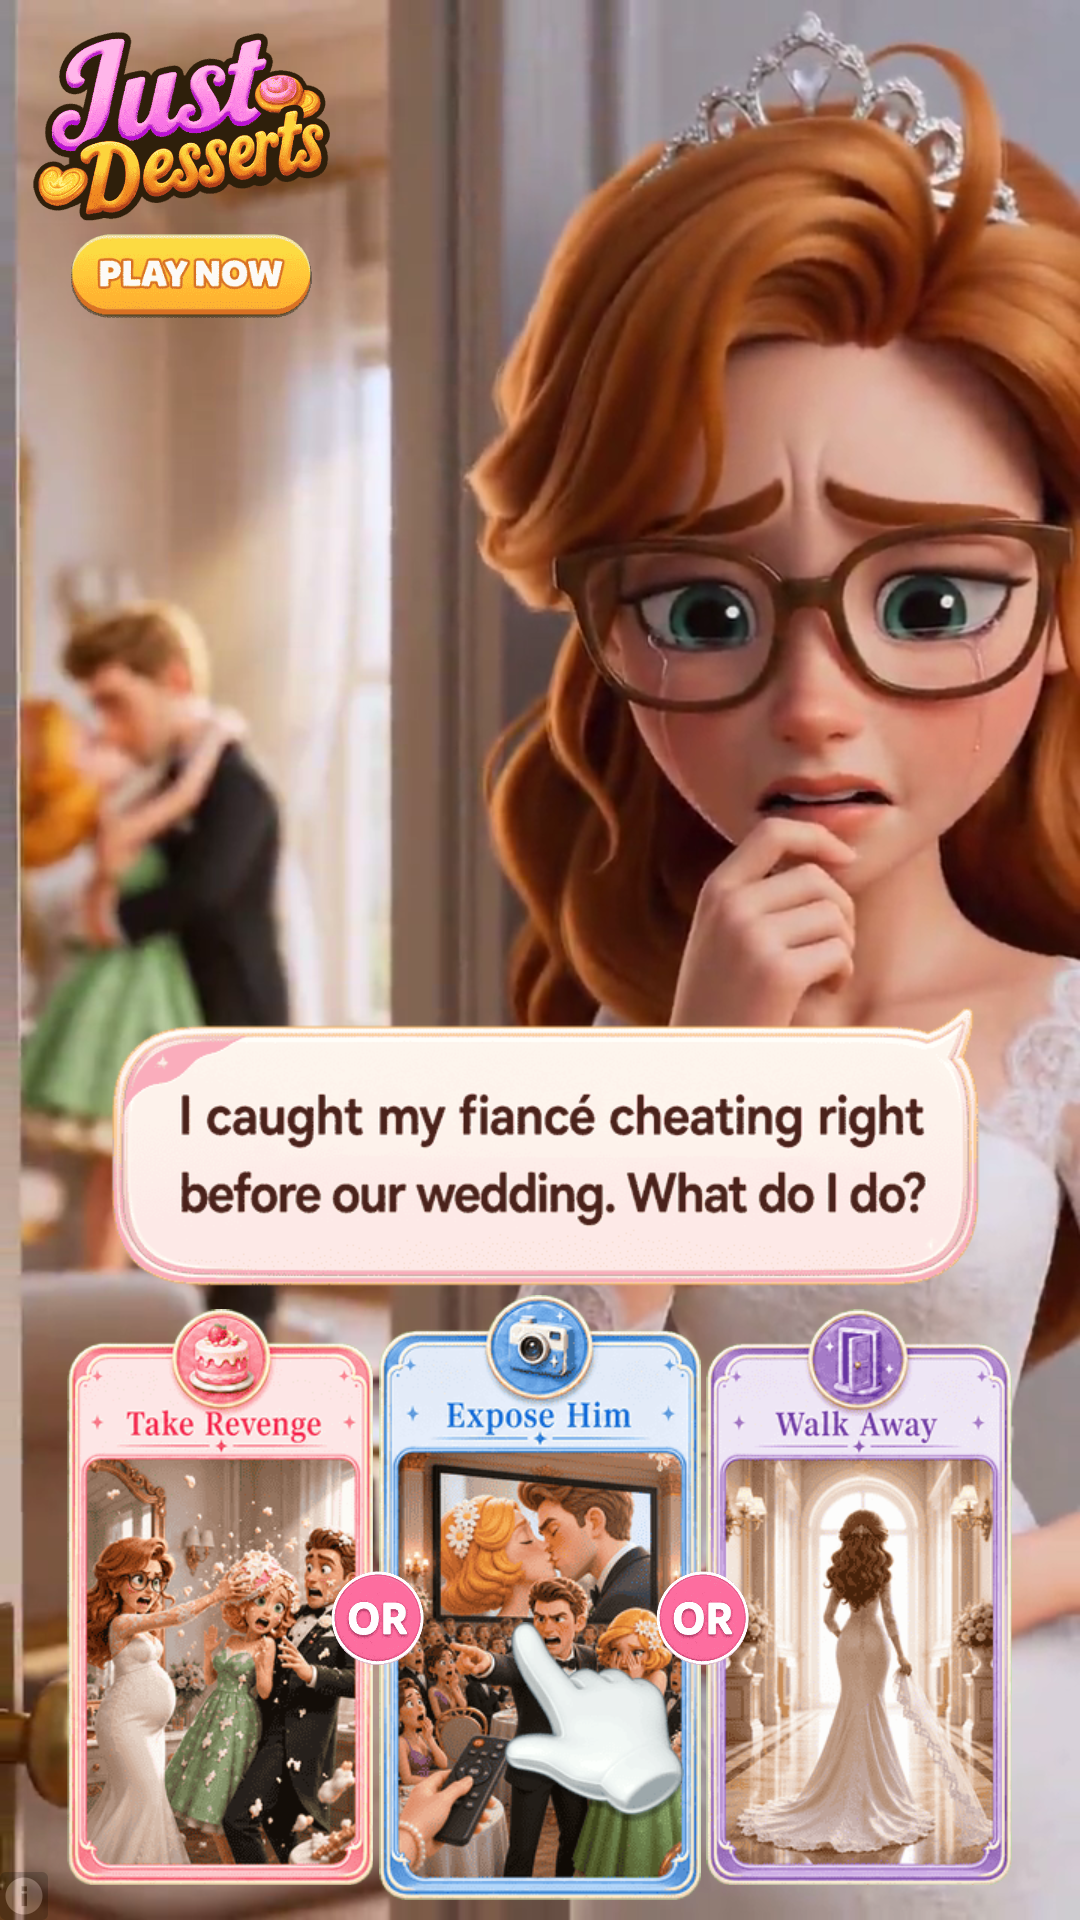 Just
Desserts
PLAY NOW
I caught my fiancé cheating right
before our wedding. What do I do?
Take Revenge
Expose Him
Walk Away
OR
OR
i